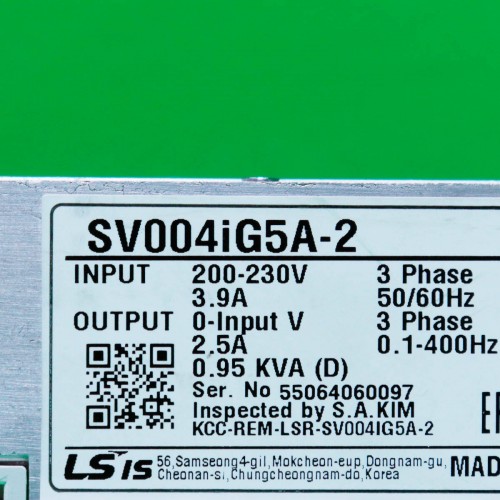 SV004iG5A-2
INPUT 200-230V 3 Phase
3.9A 50/60Hz
OUTPUT 0-Input V 3 Phase
2.5A 0.1-400Hz
0.95 KVA (D)
Ser. No 55064060097
Inspected by S.A.KIM
KCC-REM-LSR-SV004IG5A-2
LSis 56,Samseong4-gil,Mokcheon-eup,Dongnam-gu, MAD
Cheonan-si,Chungcheongnam-do,Korea